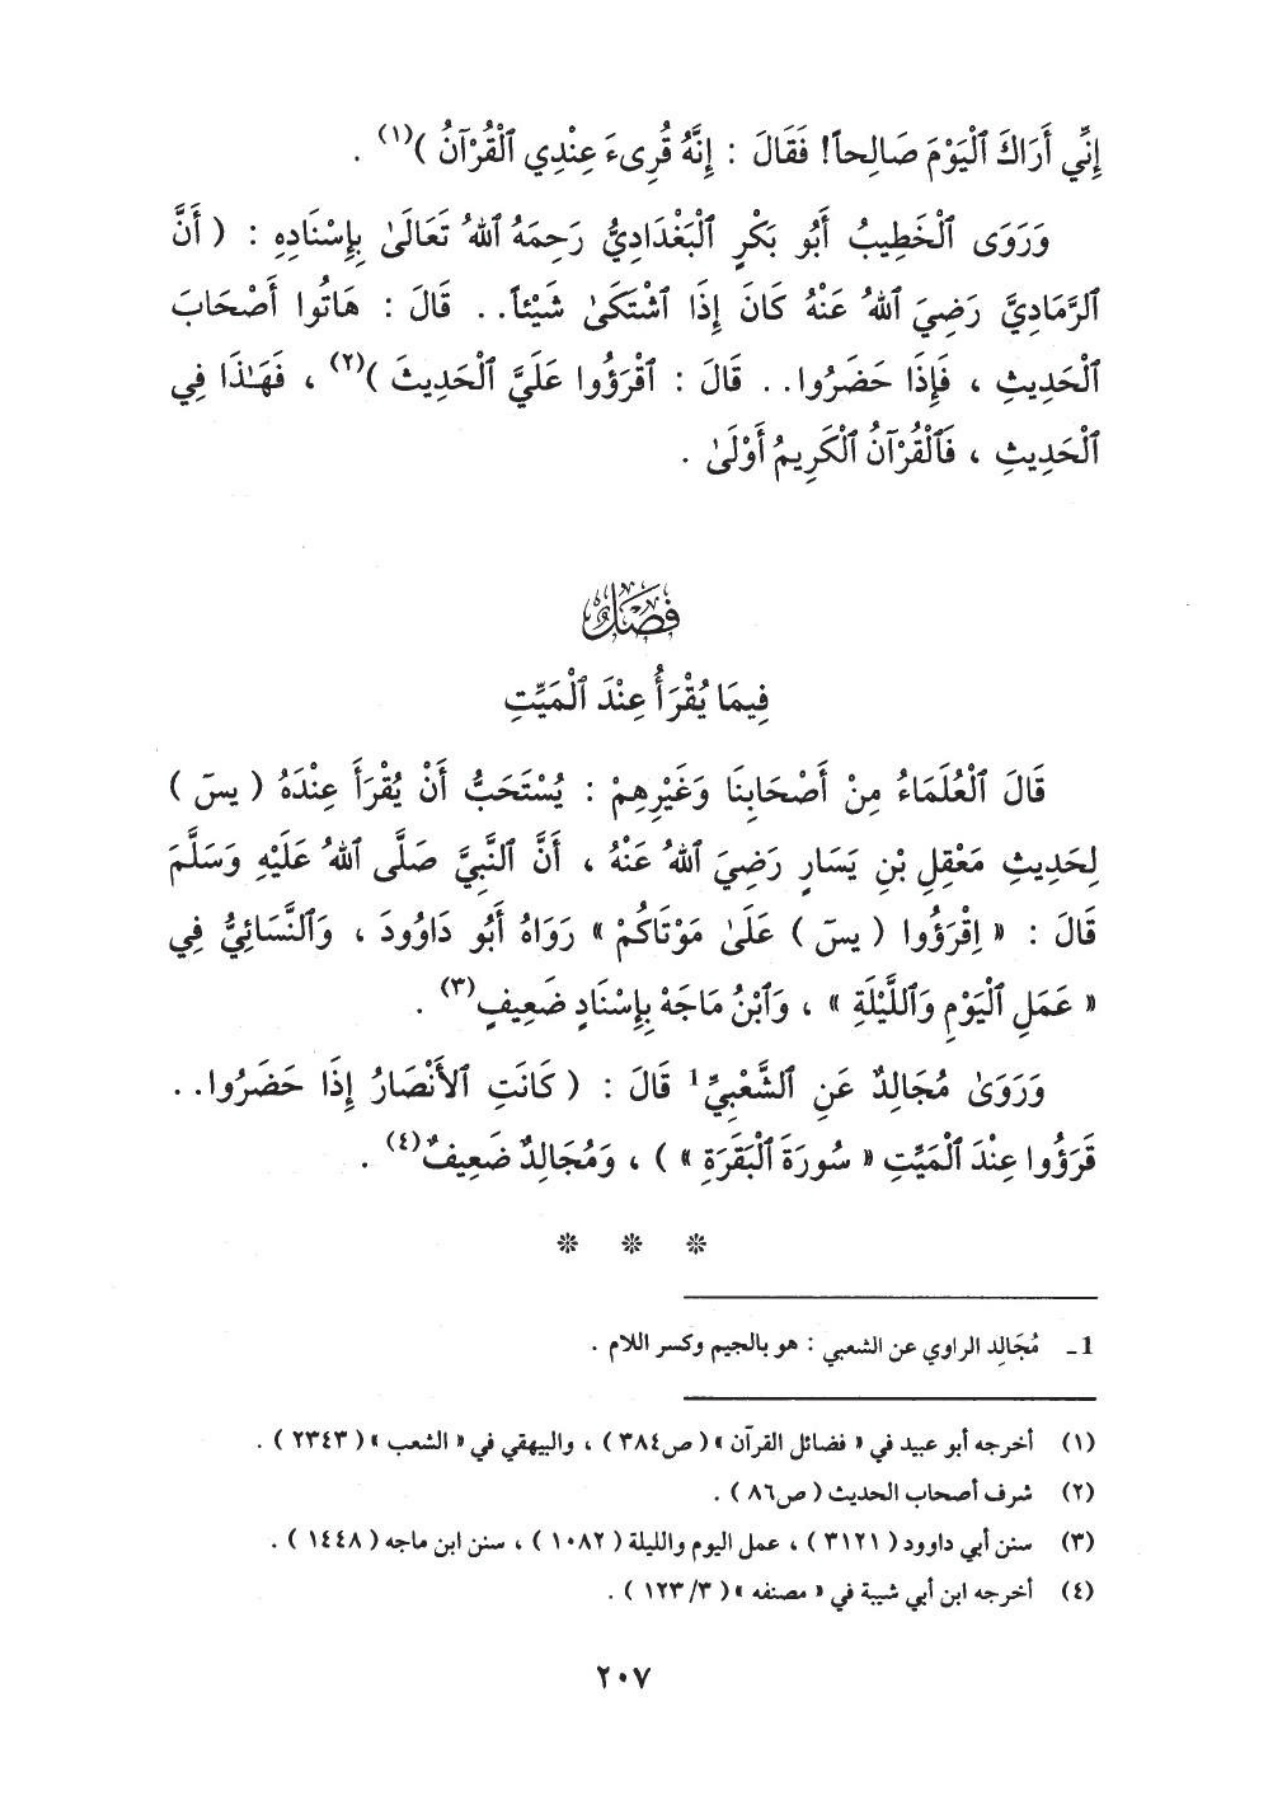 إِنِّي أَرَاكَ ٱلْيَوْمَ صَالِحاً! فَقَالَ : إِنَّهُ قُرِىءَ عِنْدِي ٱلْقُرْآنُ )(١) .
وَرَوَى ٱلْخَطِيبُ أَبُو بَكْرٍ ٱلْبَغْدَادِيُّ رَحِمَهُ ٱللهُ تَعَالَىٰ بِإِسْنَادِهِ : ( أَنَّ
ٱلرَّمَادِيَّ رَضِيَ ٱللهُ عَنْهُ كَانَ إِذَا ٱشْتَكَىٰ شَيْئاً.. قَالَ : هَاتُوا أَصْحَابَ
ٱلْحَدِيثِ ، فَإِذَا حَضَرُوا.. قَالَ : ٱقْرَؤُوا عَلَيَّ ٱلْحَدِيثَ )(٢) ، فَهَـٰذَا فِي
ٱلْحَدِيثِ ، فَٱلْقُرْآنُ ٱلْكَرِيمُ أَوْلَىٰ .
فَصْلٌ
فِيمَا يُقْرَأُ عِنْدَ ٱلْمَيِّتِ
قَالَ ٱلْعُلَمَاءُ مِنْ أَصْحَابِنَا وَغَيْرِهِمْ : يُسْتَحَبُّ أَنْ يُقْرَأَ عِنْدَهُ ( يسٓ )
لِحَدِيثِ مَعْقِلِ بْنِ يَسَارٍ رَضِيَ ٱللهُ عَنْهُ ، أَنَّ ٱلنَّبِيَّ صَلَّى ٱللهُ عَلَيْهِ وَسَلَّمَ
قَالَ : « اِقْرَؤُوا ( يسٓ ) عَلَىٰ مَوْتَاكُمْ » رَوَاهُ أَبُو دَاوُودَ ، وَٱلنَّسَائِيُّ فِي
« عَمَلِ ٱلْيَوْمِ وَٱللَّيْلَةِ » ، وَٱبْنُ مَاجَهْ بِإِسْنَادٍ ضَعِيفٍ(٣) .
وَرَوَىٰ مُجَالِدٌ عَنِ ٱلشَّعْبِيِّ1 قَالَ : ( كَانَتِ ٱلأَنْصَارُ إِذَا حَضَرُوا..
قَرَؤُوا عِنْدَ ٱلْمَيِّتِ « سُورَةَ ٱلْبَقَرَةِ » ) ، وَمُجَالِدٌ ضَعِيفٌ(٤) .
* * *
1ـ مُجَالِد الراوي عن الشعبي : هو بالجيم وكسر اللام .
(١) أخرجه أبو عبيد في « فضائل القرآن » ( ص٣٨٤ ) ، والبيهقي في « الشعب » ( ٢٣٤٣ ) .
(٢) شرف أصحاب الحديث ( ص٨٦ ) .
(٣) سنن أبي داوود ( ٣١٢١ ) ، عمل اليوم والليلة ( ١٠٨٢ ) ، سنن ابن ماجه ( ١٤٤٨ ) .
(٤) أخرجه ابن أبي شيبة في « مصنفه » ( ٣/ ١٢٣ ) .
٢٠٧